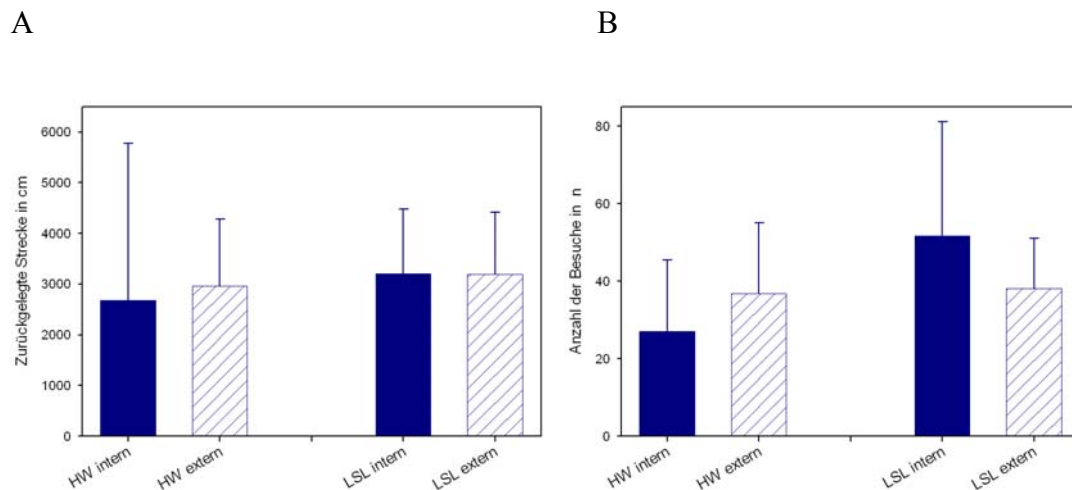 A
B
Zurückgelegte Strecke in cm
6000
5000
4000
3000
2000
1000
0
HW intern
HW extern
LSL intern
LSL extern
Anzahl der Besuche in n
80
60
40
20
0
HW intern
HW extern
LSL intern
LSL extern